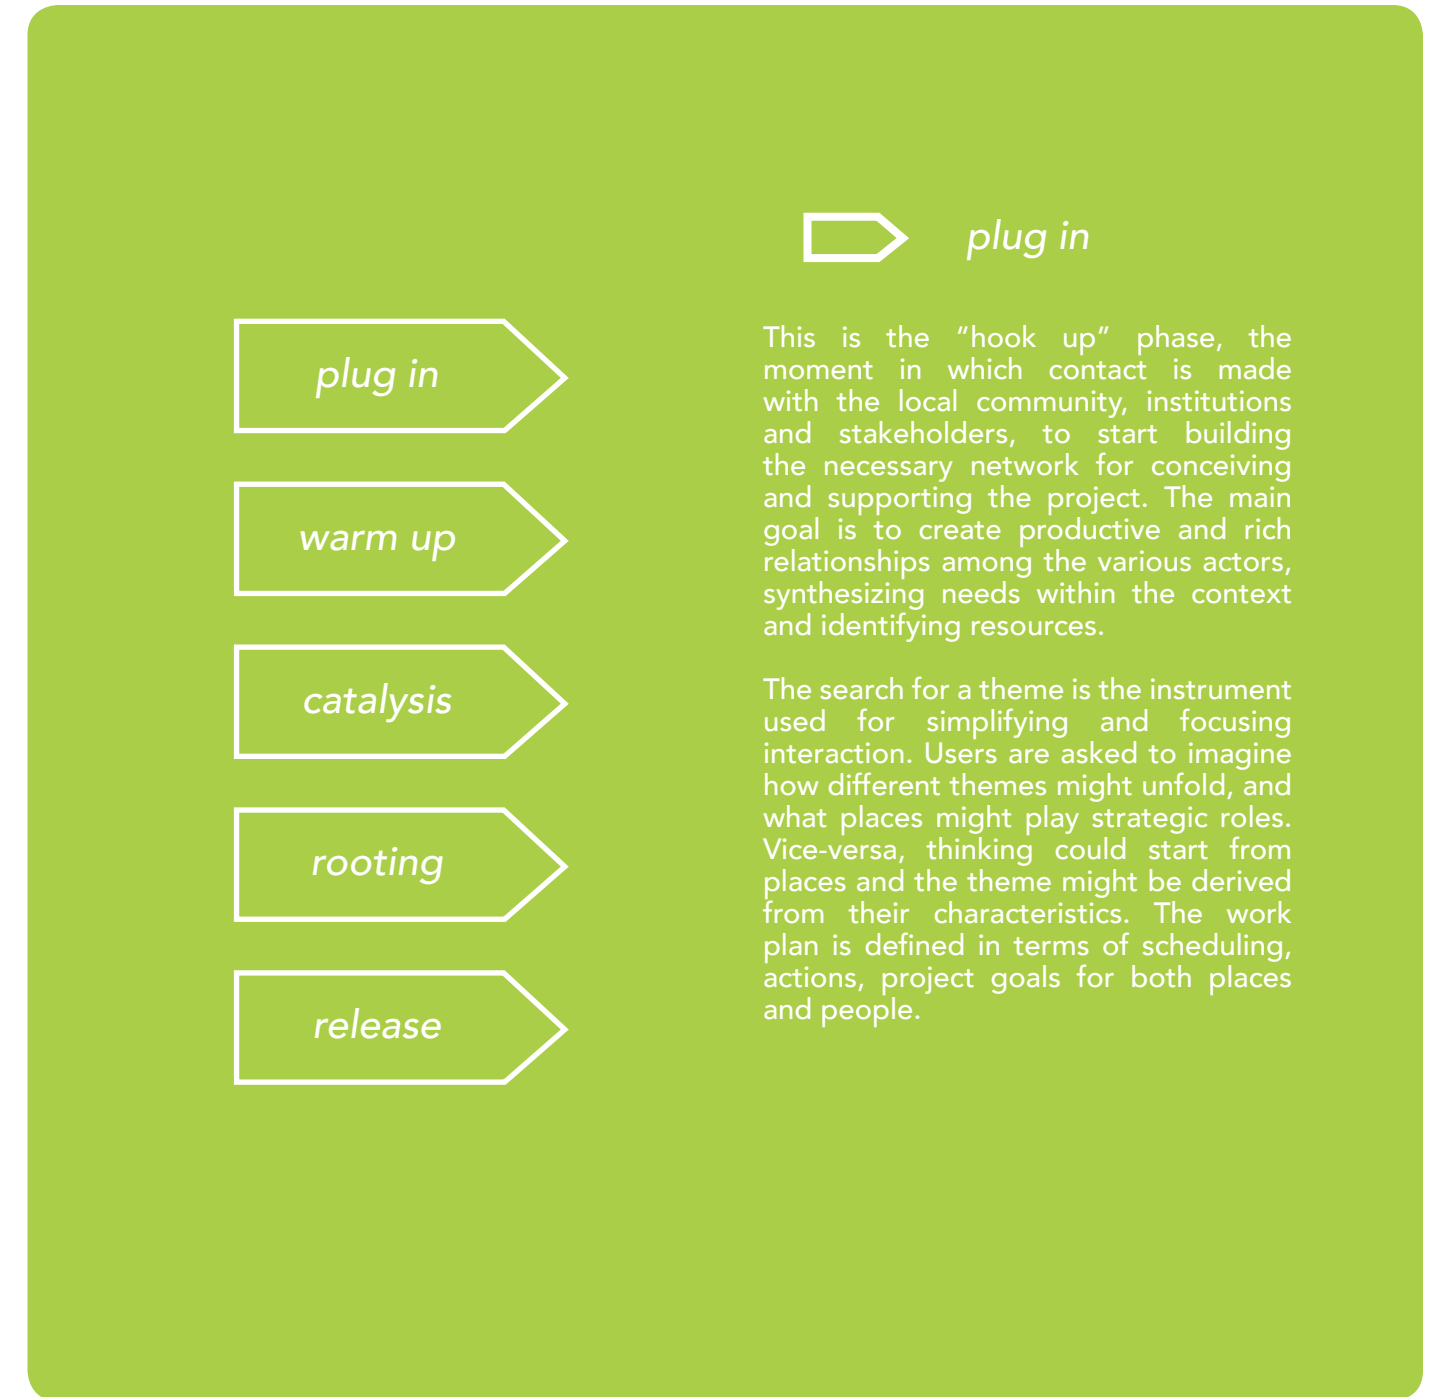 plug in
warm up
catalysis
rooting
release
plug in
This is the “hook up” phase, the
moment in which contact is made
with the local community, institutions
and stakeholders, to start building
the necessary network for conceiving
and supporting the project. The main
goal is to create productive and rich
relationships among the various actors,
synthesizing needs within the context
and identifying resources.
The search for a theme is the instrument
used for simplifying and focusing
interaction. Users are asked to imagine
how different themes might unfold, and
what places might play strategic roles.
Vice-versa, thinking could start from
places and the theme might be derived
from their characteristics. The work
plan is defined in terms of scheduling,
actions, project goals for both places
and people.